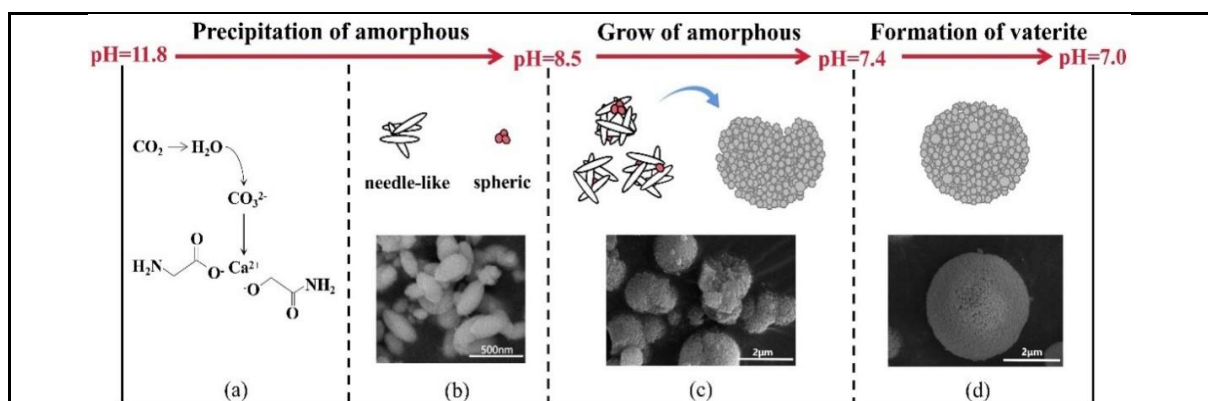 Precipitation of amorphous
Grow of amorphous
Formation of vaterite
pH=11.8
pH=8.5
pH=7.4
pH=7.0
CO₂ → H₂O
CO₃²⁻
H₂N
O
O-
Ca²⁺
·O
O
NH₂
needle-like
spheric
500nm
2μm
2μm
(a)
(b)
(c)
(d)